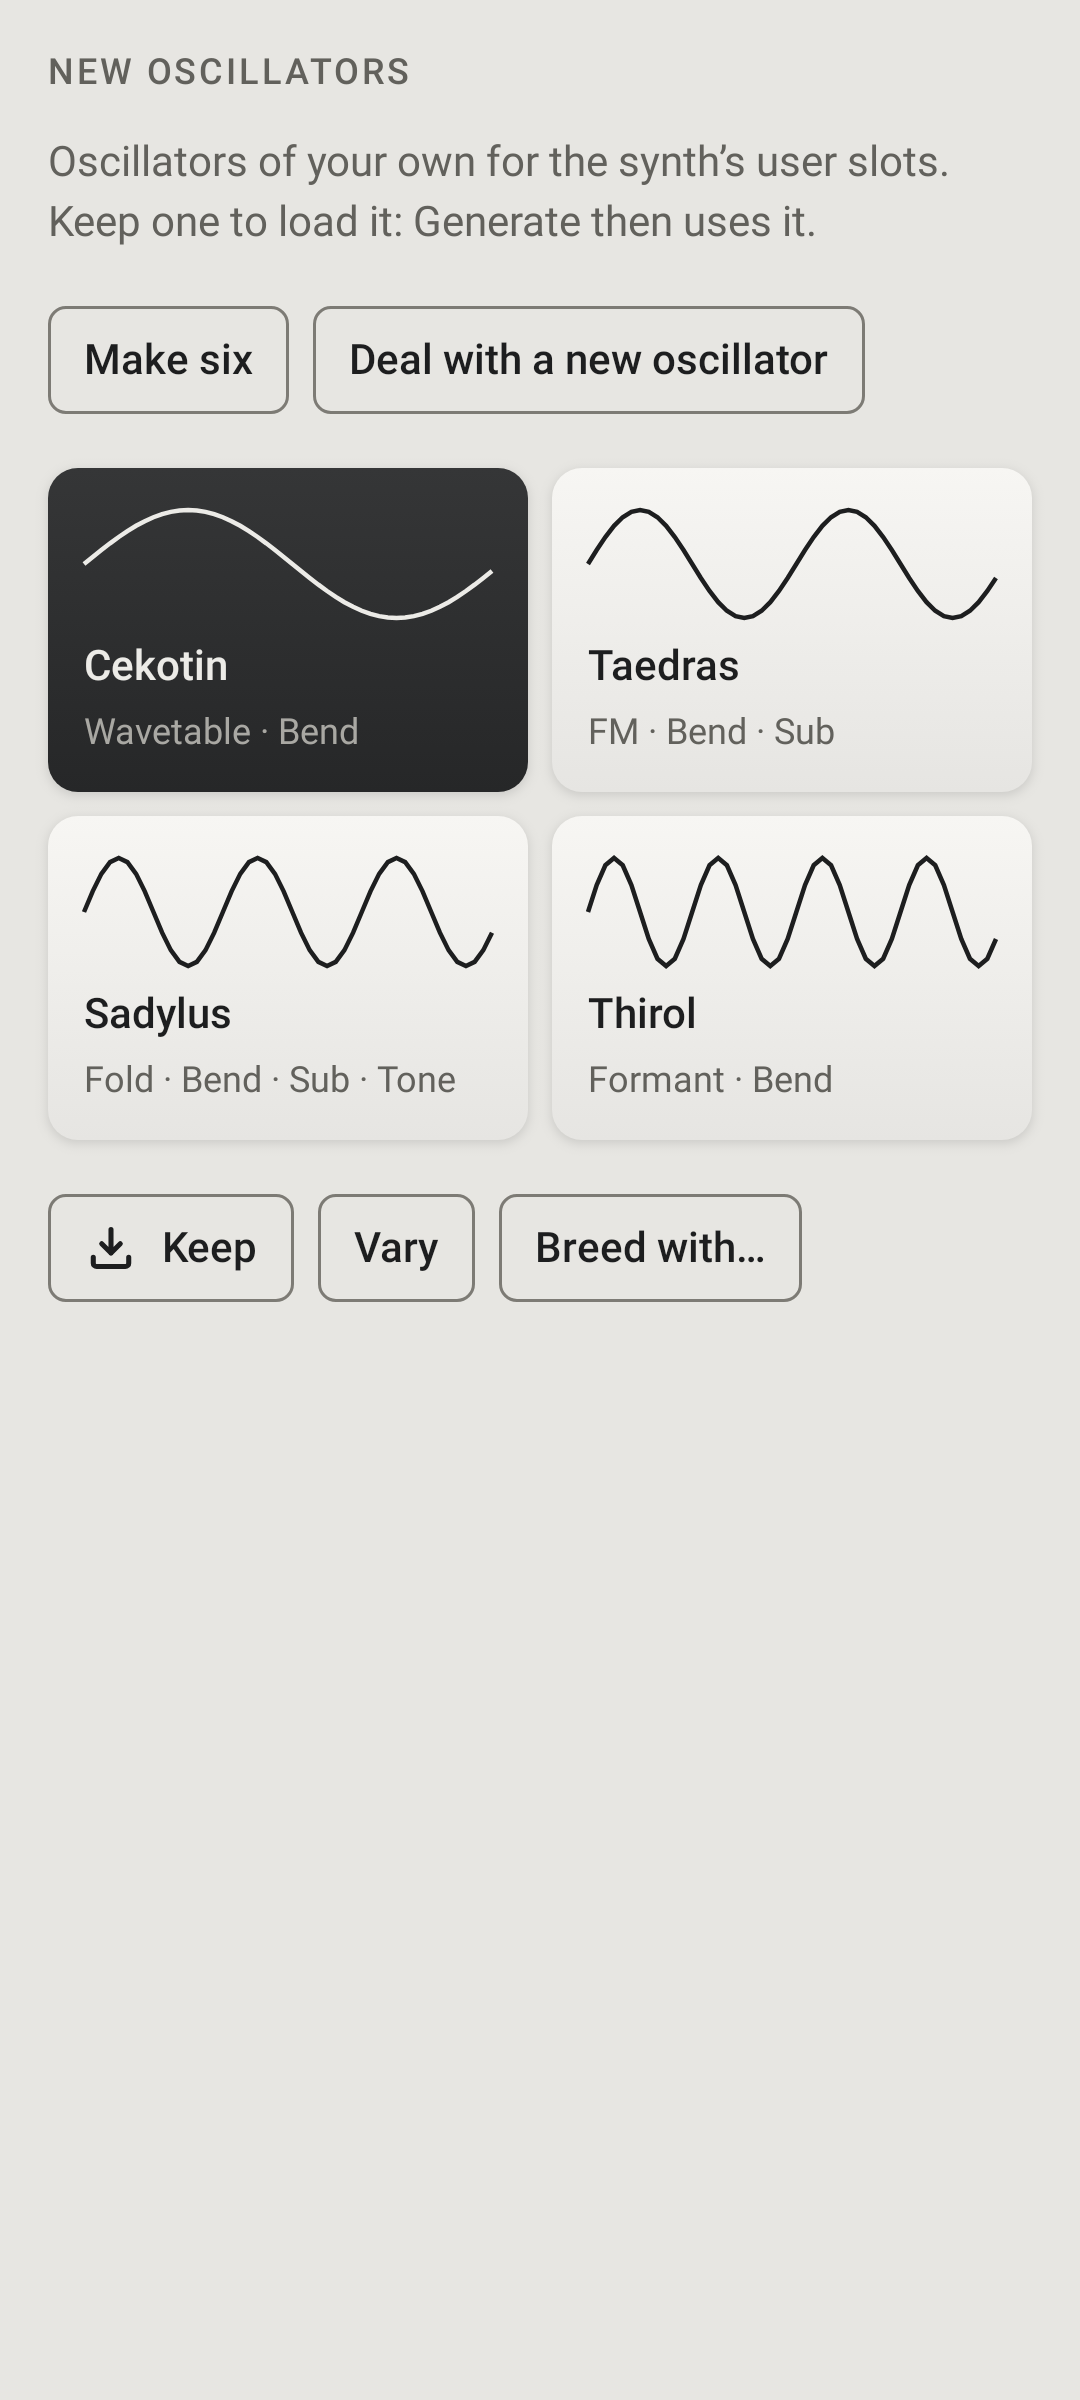 NEW OSCILLATORS
Oscillators of your own for the synth’s user slots.
Keep one to load it: Generate then uses it.
Make six
Deal with a new oscillator
Cekotin
Wavetable · Bend
Taedras
FM · Bend · Sub
Sadylus
Fold · Bend · Sub · Tone
Thirol
Formant · Bend
Keep
Vary
Breed with…